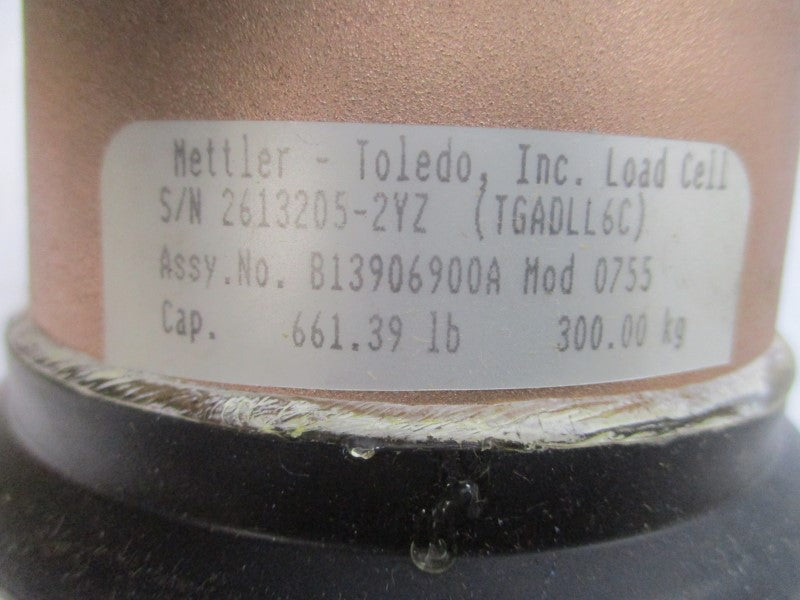 Mettler - Toledo, Inc. Load Cell
S/N 2613205-2YZ (TGADLL6C)
Assy.No. B13906900A Mod 0755
Cap. 661.39 lb 300.00 kg